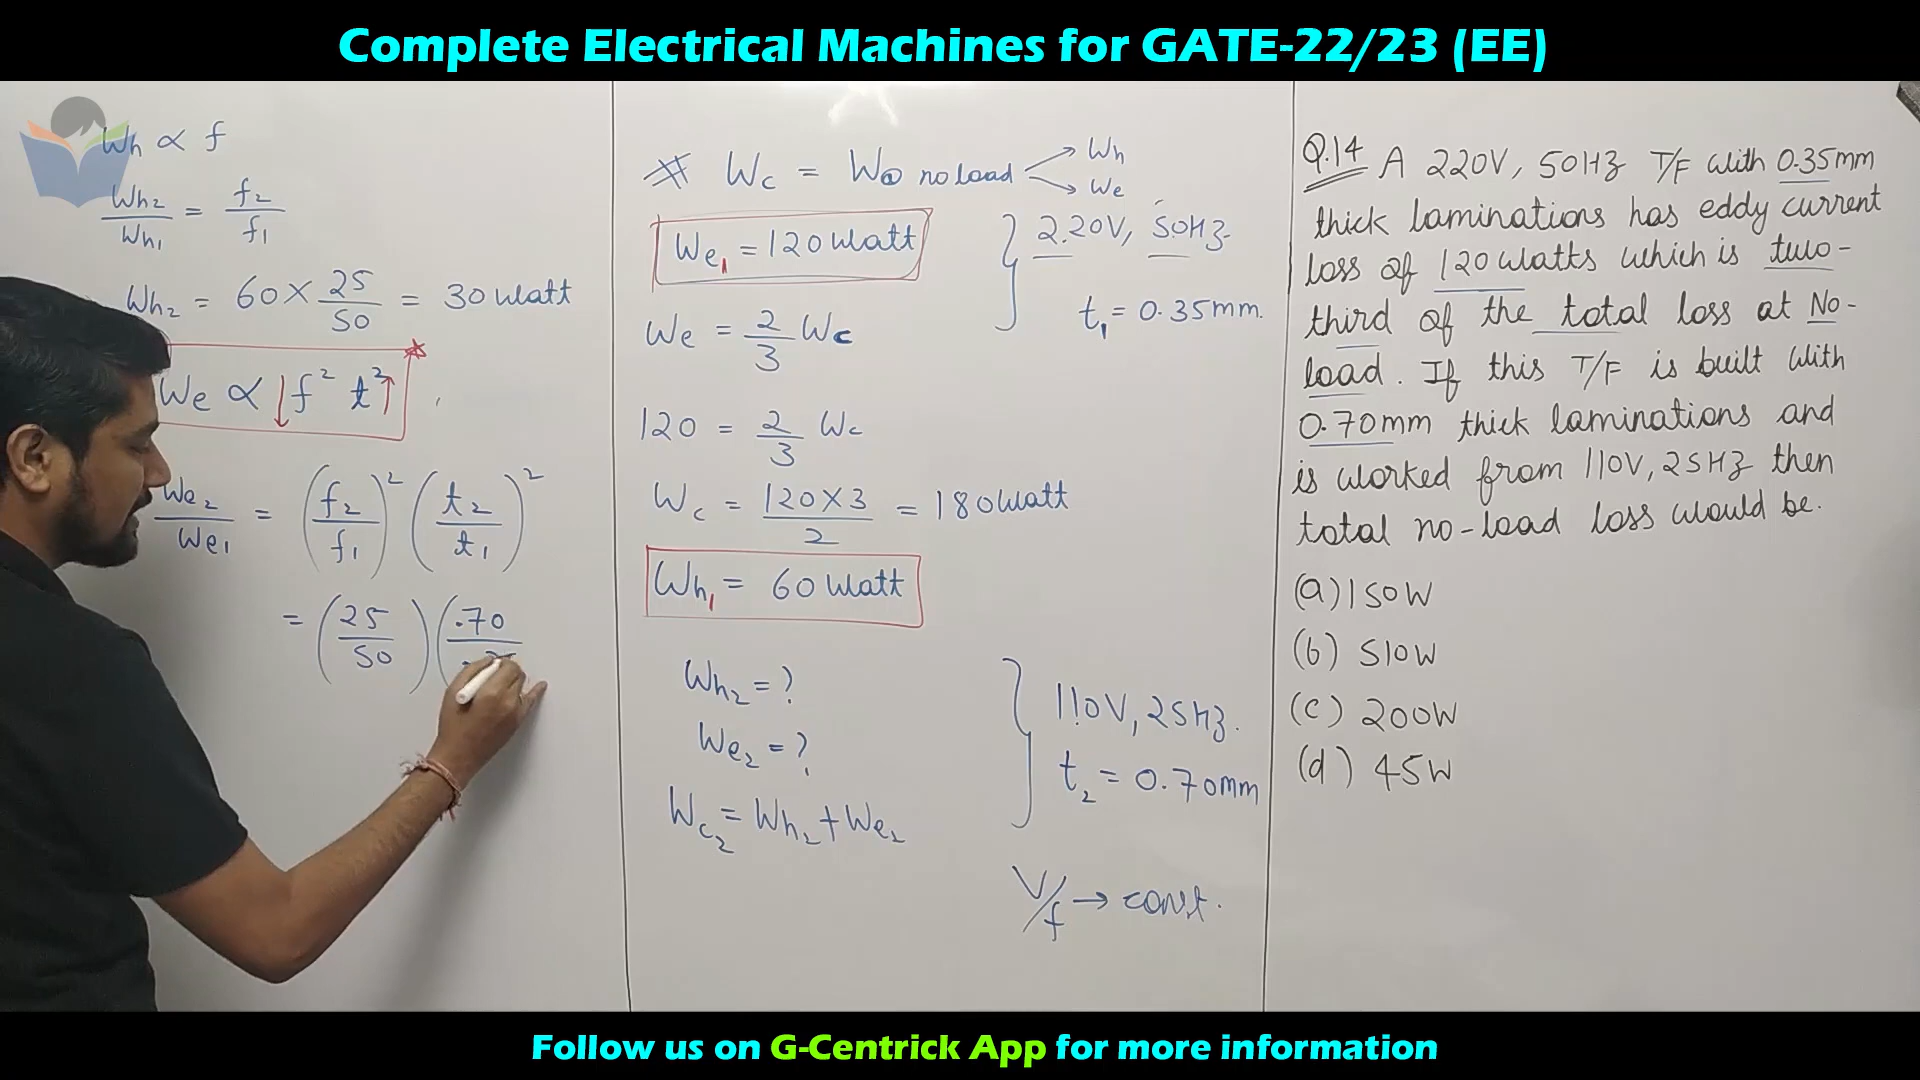 Complete Electrical Machines for GATE-22/23 (EE)
Wh ∝ f
Wh2/Wh1 = f2/f1
Wh2 = 60 × 25/50 = 30 Watt
We ∝ ↓f² t²↑
We2/We1 = (f2/f1)² (t2/t1)²
= (25/50) (.70/
Wc = W no load
Wh
We
We1 = 120 Watt
220V, 50Hz
t1 = 0.35mm.
We = 2/3 Wc
120 = 2/3 Wc
Wc = 120×3/2 = 180 Watt
Wh1 = 60 Watt
Wh2 = ?
We2 = ?
Wc2 = Wh2 + We2
110V, 25Hz.
t2 = 0.70mm
V/f → const.
Q.14 A 220V, 50Hz T/F with 0.35mm
thick laminations has eddy current
loss of 120 watts which is two-
third of the total loss at No-
load. If this T/F is built with
0.70mm thick laminations and
is worked from 110V, 25Hz then
total no-load loss would be.
(a) 150W
(b) 510W
(c) 200W
(d) 45W
Follow us on G-Centrick App for more information